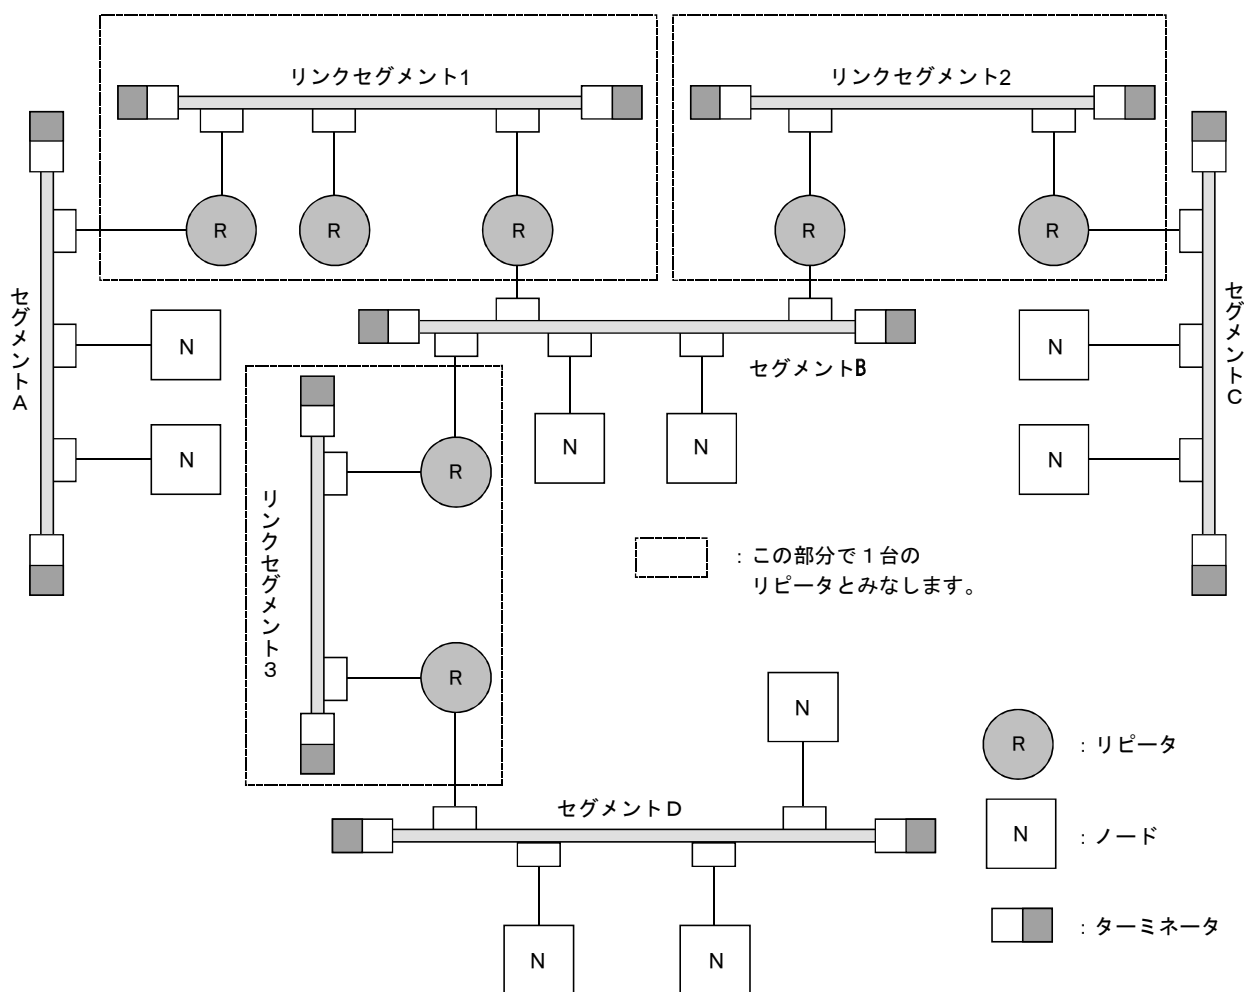 リンクセグメント1
リンクセグメント2
R
R
R
R
R
セグメントA
セグメントC
N
N
N
N
セグメントB
N
N
R
リンクセグメント3
：この部分で１台の
リピータとみなします。
R
N
R
：リピータ
セグメントD
N
：ノード
N
N
：ターミネータ